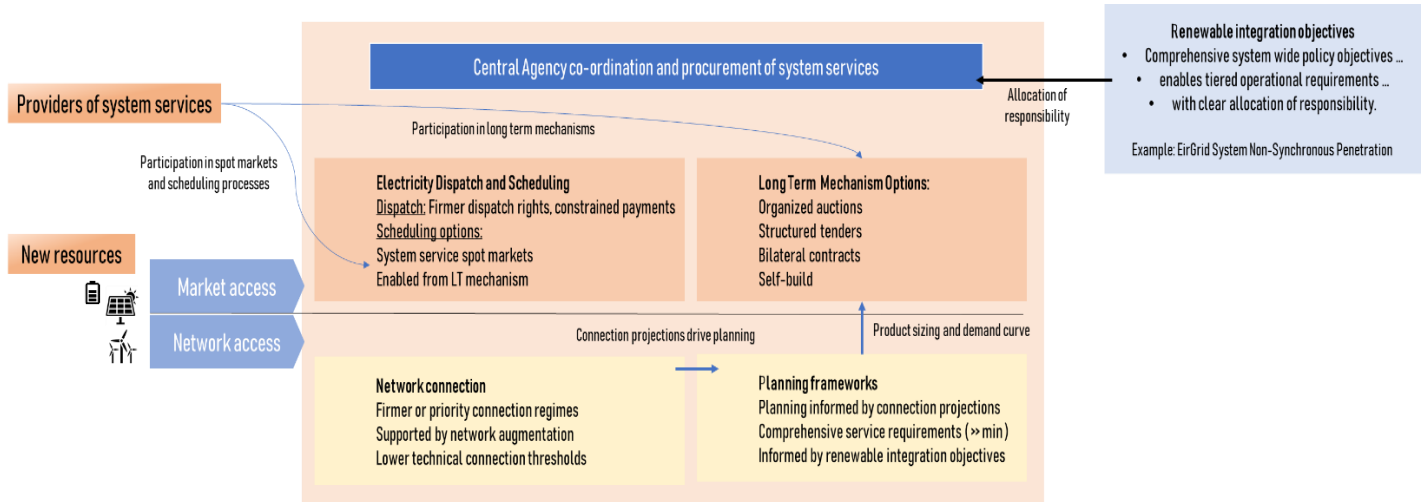 Renewable integration objectives
• Comprehensive system wide policy objectives ...
• enables tiered operational requirements ...
• with clear allocation of responsibility.
Example: EirGrid System Non-Synchronous Penetration
Central Agency co-ordination and procurement of system services
Allocation of
responsibility
Providers of system services
Participation in long term mechanisms
Participation in spot markets
and scheduling processes
Electricity Dispatch and Scheduling
Dispatch: Firmer dispatch rights, constrained payments
Scheduling options:
System service spot markets
Enabled from LT mechanism
Long Term Mechanism Options:
Organized auctions
Structured tenders
Bilateral contracts
Self-build
New resources
Market access
Network access
Connection projections drive planning
Product sizing and demand curve
Network connection
Firmer or priority connection regimes
Supported by network augmentation
Lower technical connection thresholds
Planning frameworks
Planning informed by connection projections
Comprehensive service requirements (>> min)
Informed by renewable integration objectives